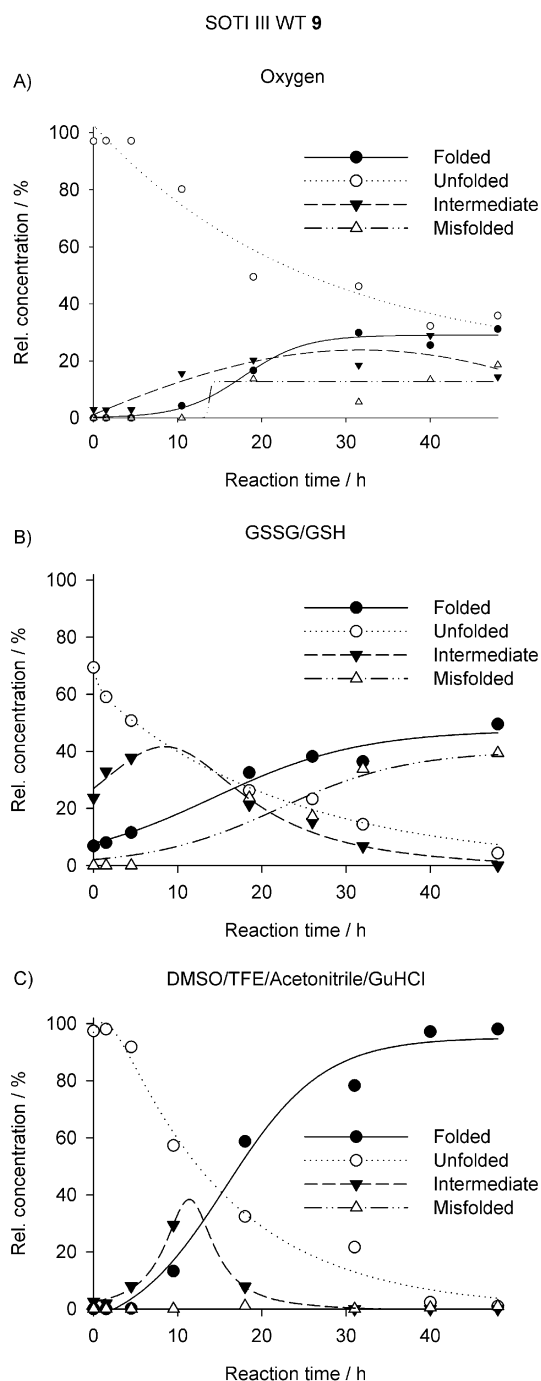 SOTI III WT 9
A)
Oxygen
Rel. concentration / %
100
80
60
40
20
0
Folded
Unfolded
Intermediate
Misfolded
0
10
20
30
40
Reaction time / h
B)
GSSG/GSH
Rel. concentration / %
100
80
60
40
20
0
Folded
Unfolded
Intermediate
Misfolded
0
10
20
30
40
Reaction time / h
C)
DMSO/TFE/Acetonitrile/GuHCl
Rel. concentration / %
100
80
60
40
20
0
Folded
Unfolded
Intermediate
Misfolded
0
10
20
30
40
Reaction time / h